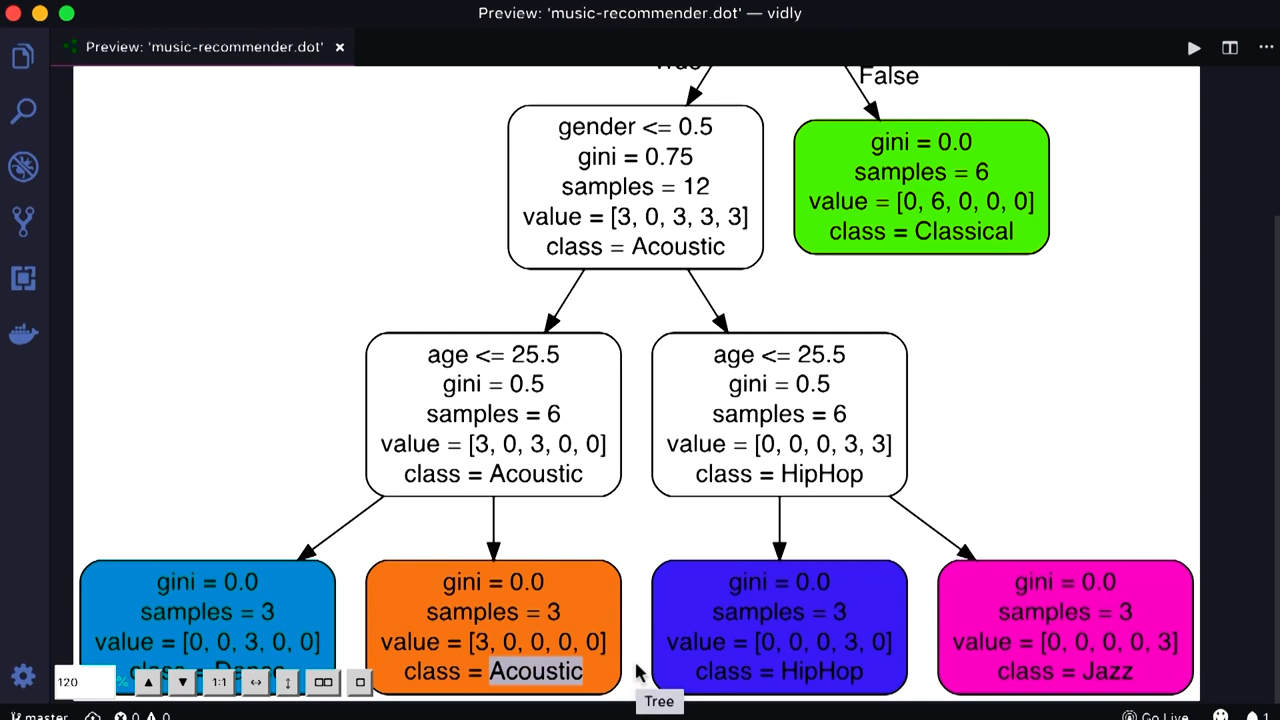 Preview: 'music-recommender.dot' — vidly
Preview: 'music-recommender.dot'
True
False
gender <= 0.5
gini = 0.75
samples = 12
value = [3, 0, 3, 3, 3]
class = Acoustic
gini = 0.0
samples = 6
value = [0, 6, 0, 0, 0]
class = Classical
age <= 25.5
gini = 0.5
samples = 6
value = [3, 0, 3, 0, 0]
class = Acoustic
age <= 25.5
gini = 0.5
samples = 6
value = [0, 0, 0, 3, 3]
class = HipHop
gini = 0.0
samples = 3
value = [0, 0, 3, 0, 0]
class = Dance
gini = 0.0
samples = 3
value = [3, 0, 0, 0, 0]
class = Acoustic
gini = 0.0
samples = 3
value = [0, 0, 0, 3, 0]
class = HipHop
gini = 0.0
samples = 3
value = [0, 0, 0, 0, 3]
class = Jazz
120 % 1:1
Tree
master 0 0 Go Live 1